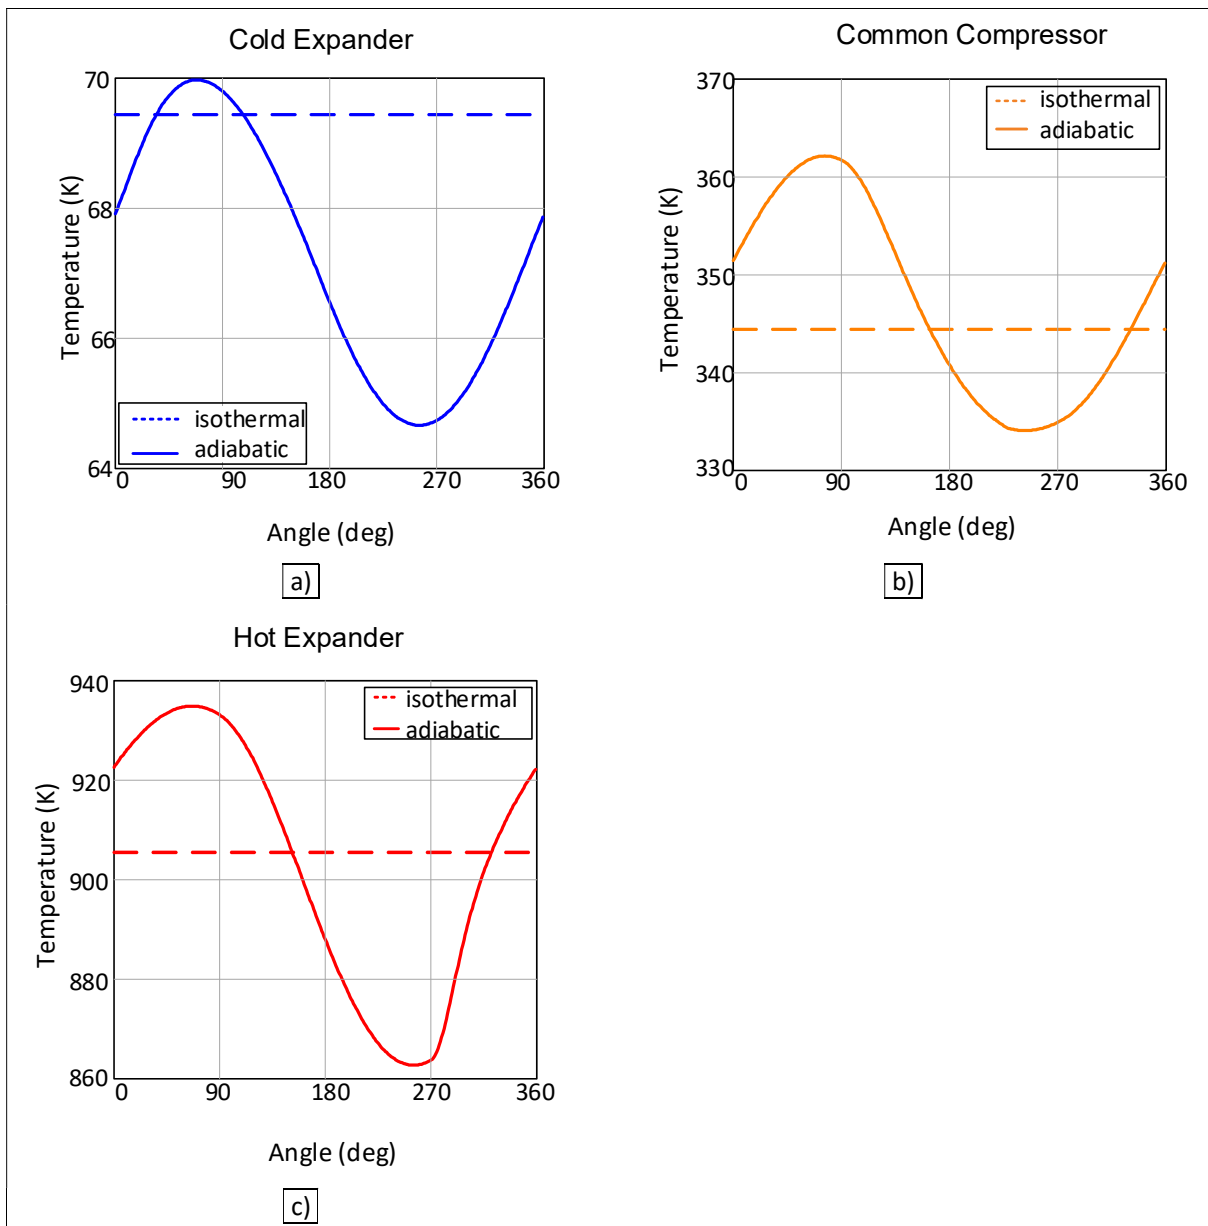 Cold Expander
70
68
66
64
Temperature (K)
isothermal
adiabatic
0 90 180 270 360
Angle (deg)
a)
Common Compressor
370
360
350
340
330
Temperature (K)
isothermal
adiabatic
0 90 180 270 360
Angle (deg)
b)
Hot Expander
940
920
900
880
860
Temperature (K)
isothermal
adiabatic
0 90 180 270 360
Angle (deg)
c)